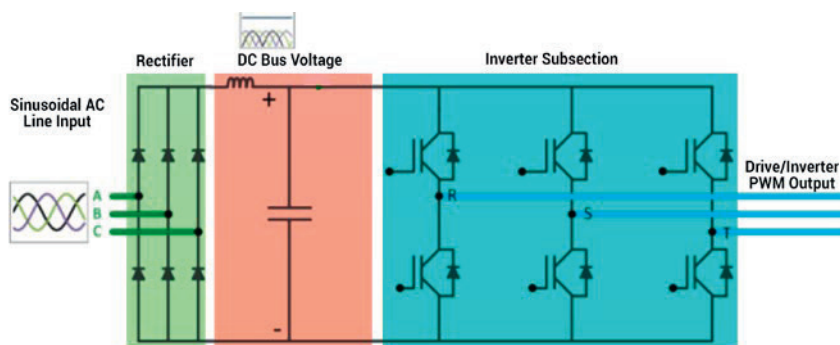 Rectifier
DC Bus Voltage
Inverter Subsection
Sinusoidal AC
Line Input
+
Drive/Inverter
PWM Output
A
R
B
S
C
T
-